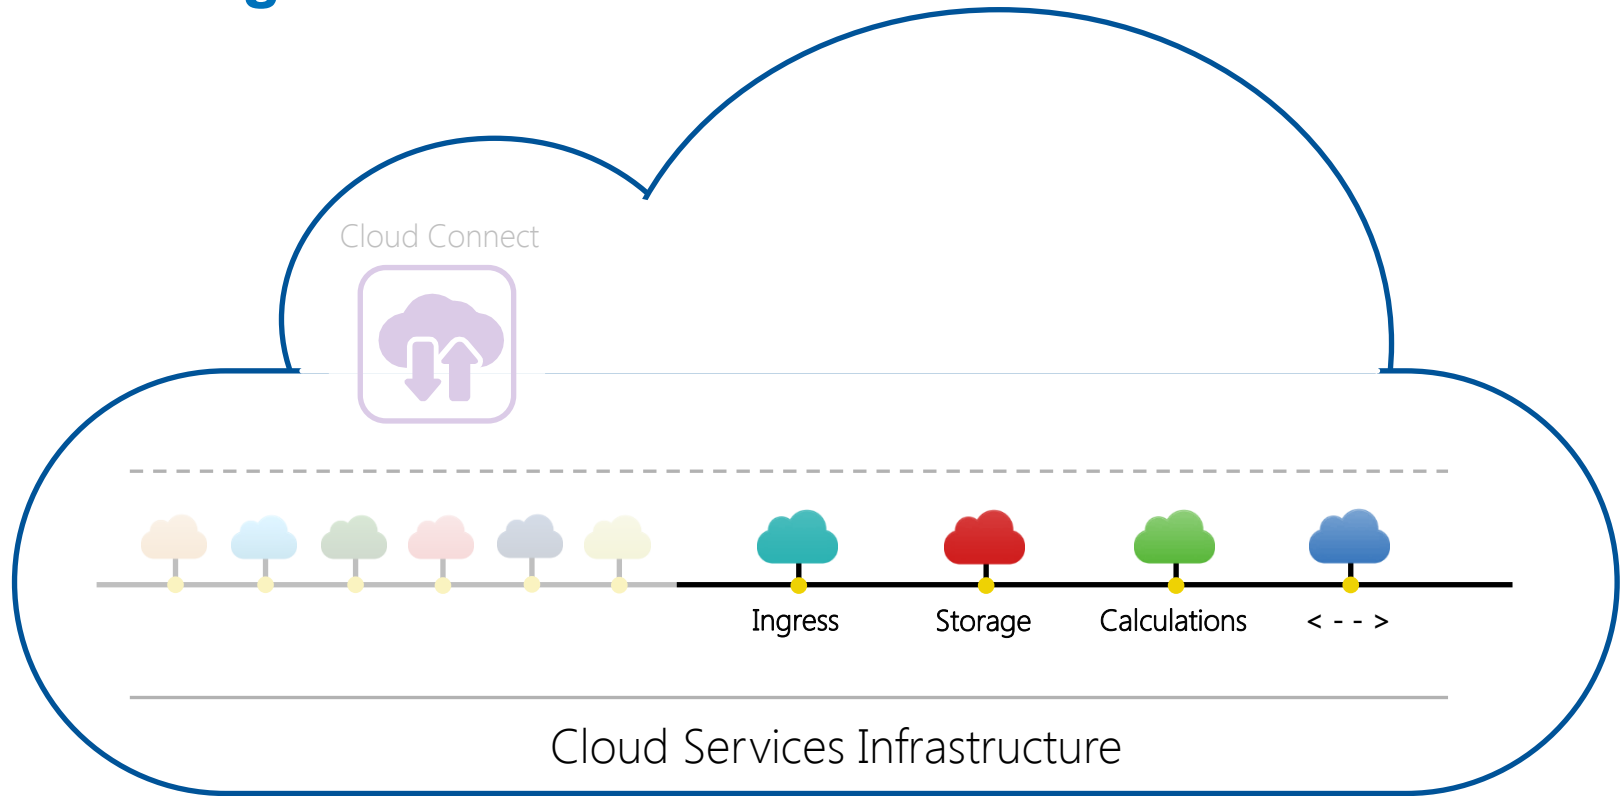 Cloud Connect
Ingress Storage Calculations < - - >
Cloud Services Infrastructure